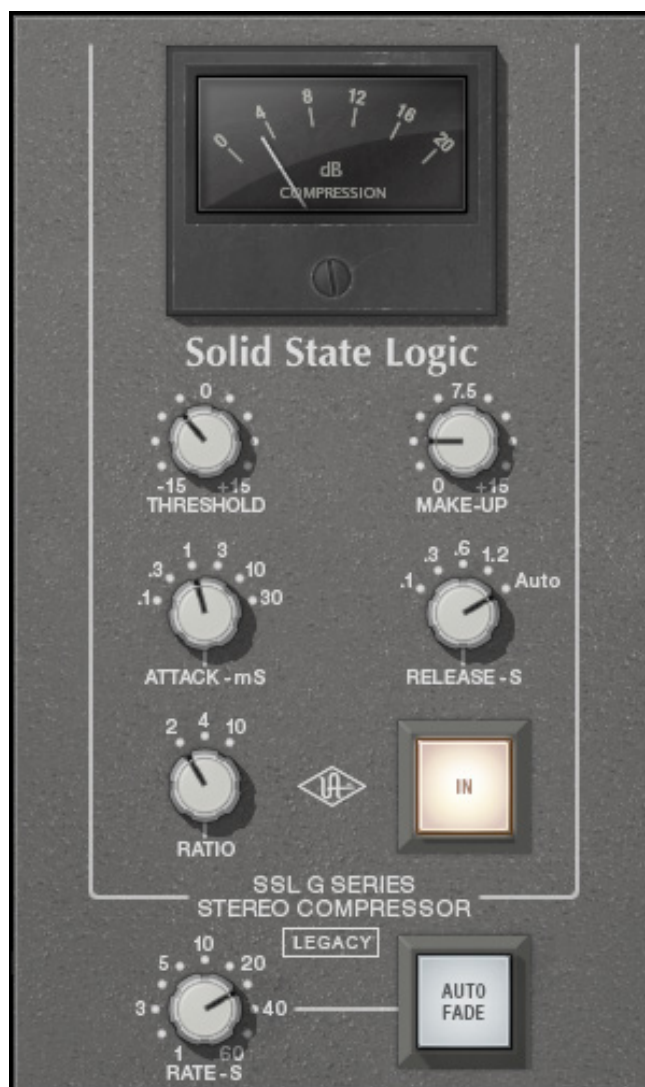 0 4 8 12 16 20
dB
COMPRESSION
Solid State Logic
0 7.5
-15 +15 0 +15
THRESHOLD MAKE-UP
.1 .3 1 3 10 30
.1 .3 .6 1.2 Auto
ATTACK - mS RELEASE - S
2 4 10
UA
IN
RATIO
SSL G SERIES
STEREO COMPRESSOR
LEGACY
1 3 5 10 20 40 60
AUTO
FADE
RATE - S